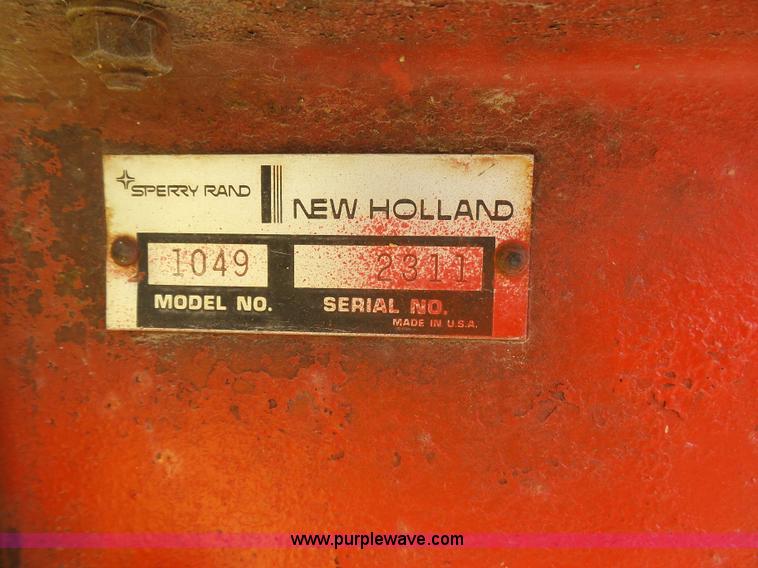 SPERRY RAND
NEW HOLLAND
1049
2311
MODEL NO.
SERIAL NO.
MADE IN U.S.A.
www.purplewave.com